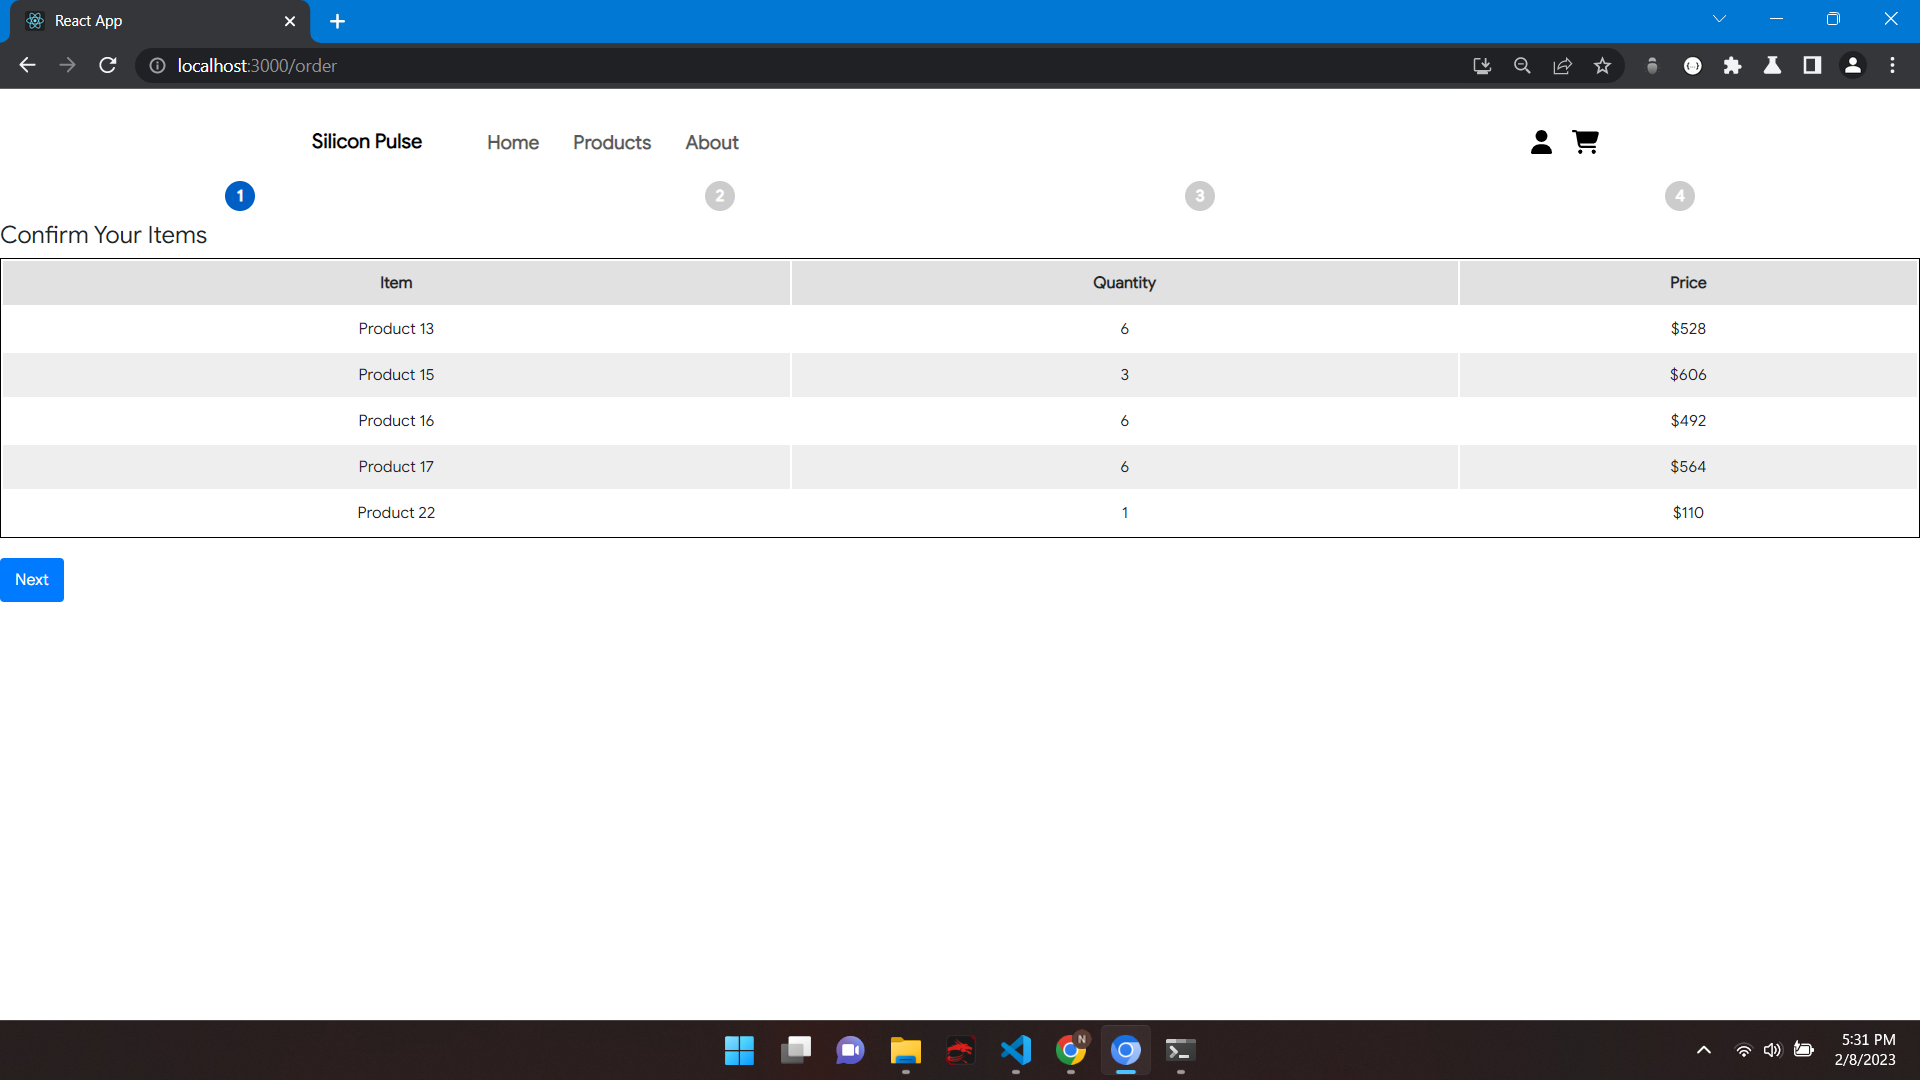 React App
localhost:3000/order
Silicon Pulse Home Products About
1 2 3 4
Confirm Your Items
Item Quantity Price
Product 13 6 $528
Product 15 3 $606
Product 16 6 $492
Product 17 6 $564
Product 22 1 $110
Next
N
5:31 PM
2/8/2023